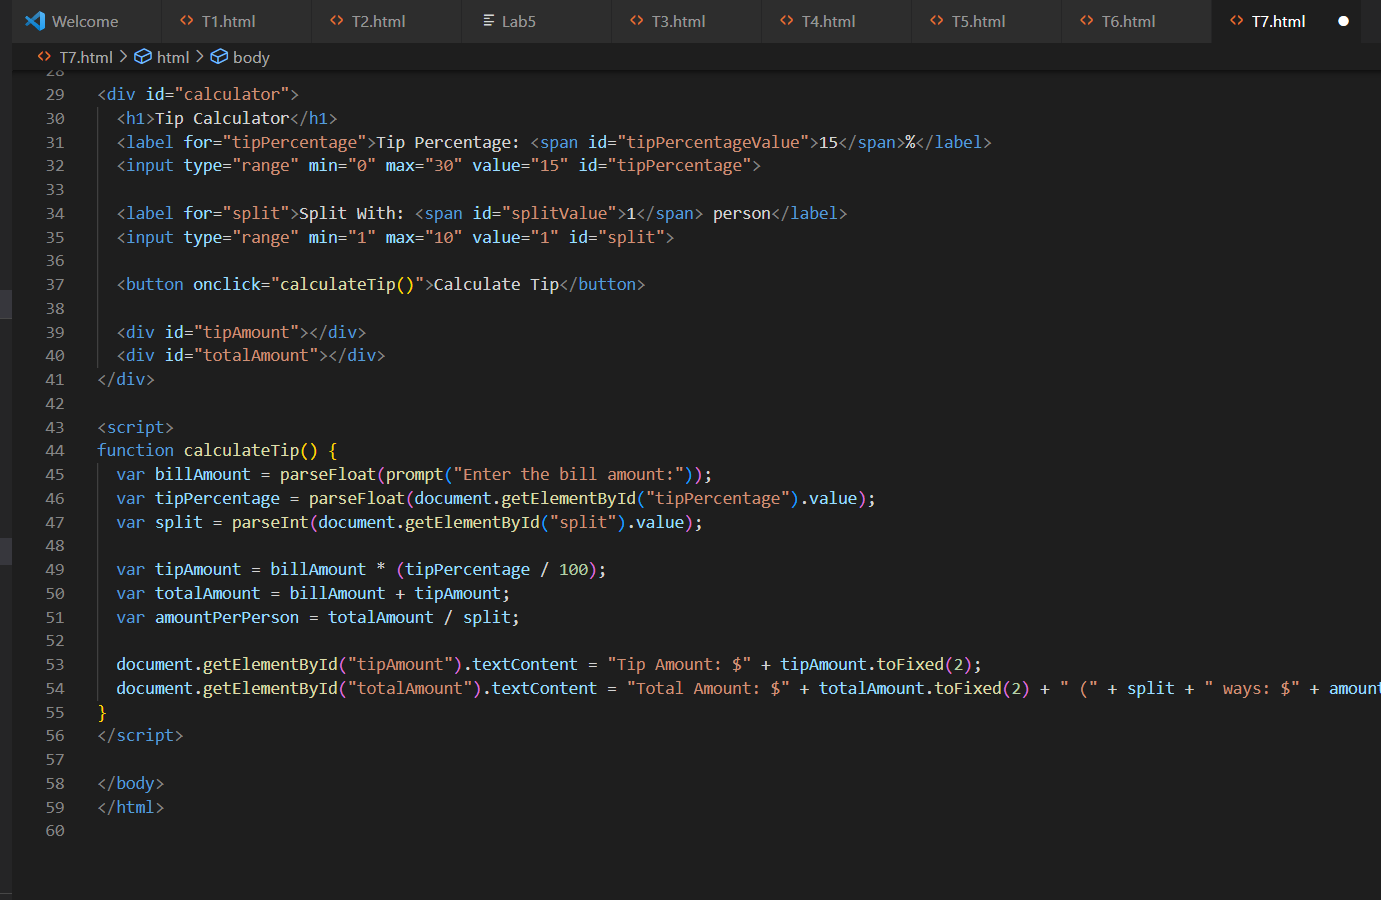 Welcome T1.html T2.html Lab5 T3.html T4.html T5.html T6.html T7.html
T7.html > html > body
28
29 <div id="calculator">
30 <h1>Tip Calculator</h1>
31 <label for="tipPercentage">Tip Percentage: <span id="tipPercentageValue">15</span>%</label>
32 <input type="range" min="0" max="30" value="15" id="tipPercentage">
33
34 <label for="split">Split With: <span id="splitValue">1</span> person</label>
35 <input type="range" min="1" max="10" value="1" id="split">
36
37 <button onclick="calculateTip()">Calculate Tip</button>
38
39 <div id="tipAmount"></div>
40 <div id="totalAmount"></div>
41 </div>
42
43 <script>
44 function calculateTip() {
45 var billAmount = parseFloat(prompt("Enter the bill amount:"));
46 var tipPercentage = parseFloat(document.getElementById("tipPercentage").value);
47 var split = parseInt(document.getElementById("split").value);
48
49 var tipAmount = billAmount * (tipPercentage / 100);
50 var totalAmount = billAmount + tipAmount;
51 var amountPerPerson = totalAmount / split;
52
53 document.getElementById("tipAmount").textContent = "Tip Amount: $" + tipAmount.toFixed(2);
54 document.getElementById("totalAmount").textContent = "Total Amount: $" + totalAmount.toFixed(2) + " (" + split + " ways: $" + amount
55 }
56 </script>
57
58 </body>
59 </html>
60